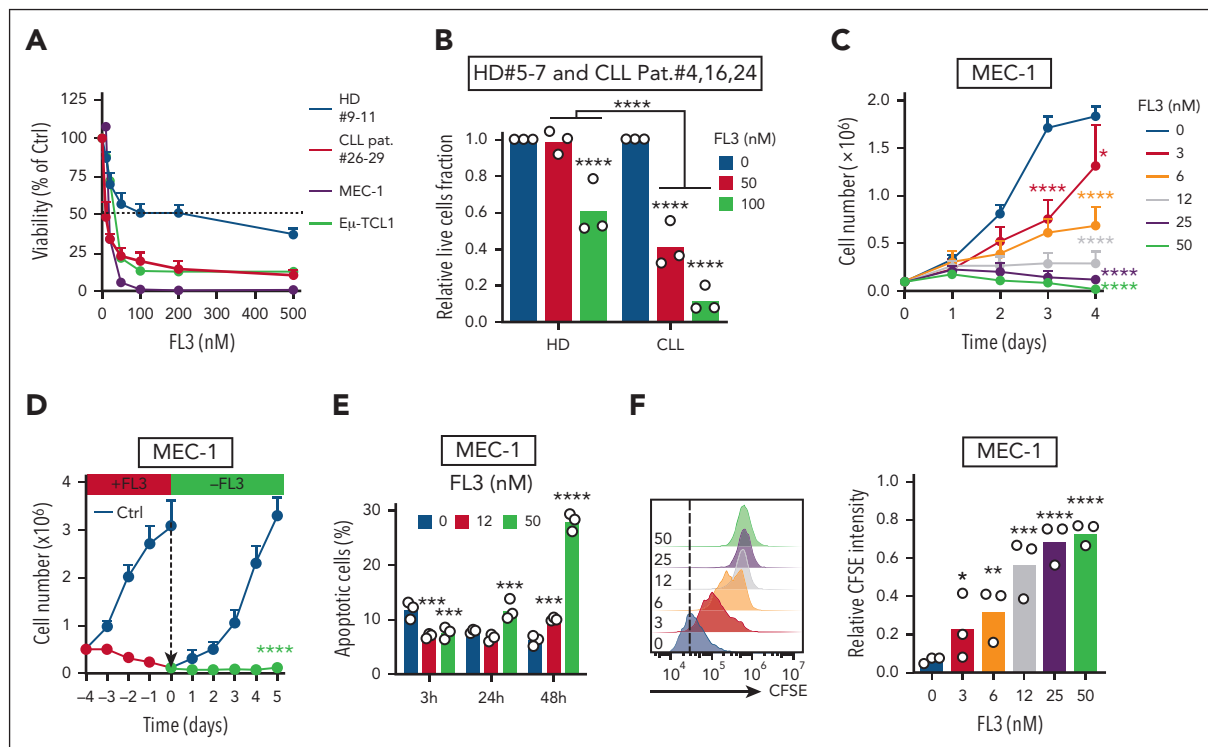 A
Viability (% of Ctrl)
125
100
75
50
25
0
0
100
200
300
400
500
FL3 (nM)
HD
#9-11
CLL pat.
#26-29
MEC-1
Eμ-TCL1
B
HD#5-7 and CLL Pat.#4,16,24
Relative live cells fraction
1.0
0.8
0.6
0.4
0.2
0.0
****
****
****
****
HD
CLL
FL3 (nM)
0
50
100
C
MEC-1
Cell number (×10⁶)
2.0
1.5
1.0
0.5
0.0
0
1
2
3
4
Time (days)
****
*
****
****
****
****
FL3 (nM)
0
3
6
12
25
50
D
MEC-1
+FL3
–FL3
Ctrl
Cell number (x10⁶)
4
3
2
1
0
****
–4
–3
–2
–1
0
1
2
3
4
5
Time (days)
E
MEC-1
FL3 (nM)
0
12
50
Apoptotic cells (%)
30
20
10
0
***
***
***
***
****
3h
24h
48h
F
50
25
12
6
3
0
10⁴
10⁵
10⁶
10⁷
CFSE
MEC-1
Relative CFSE intensity
1.0
0.8
0.6
0.4
0.2
0.0
*
**
***
****
****
0
3
6
12
25
50
FL3 (nM)